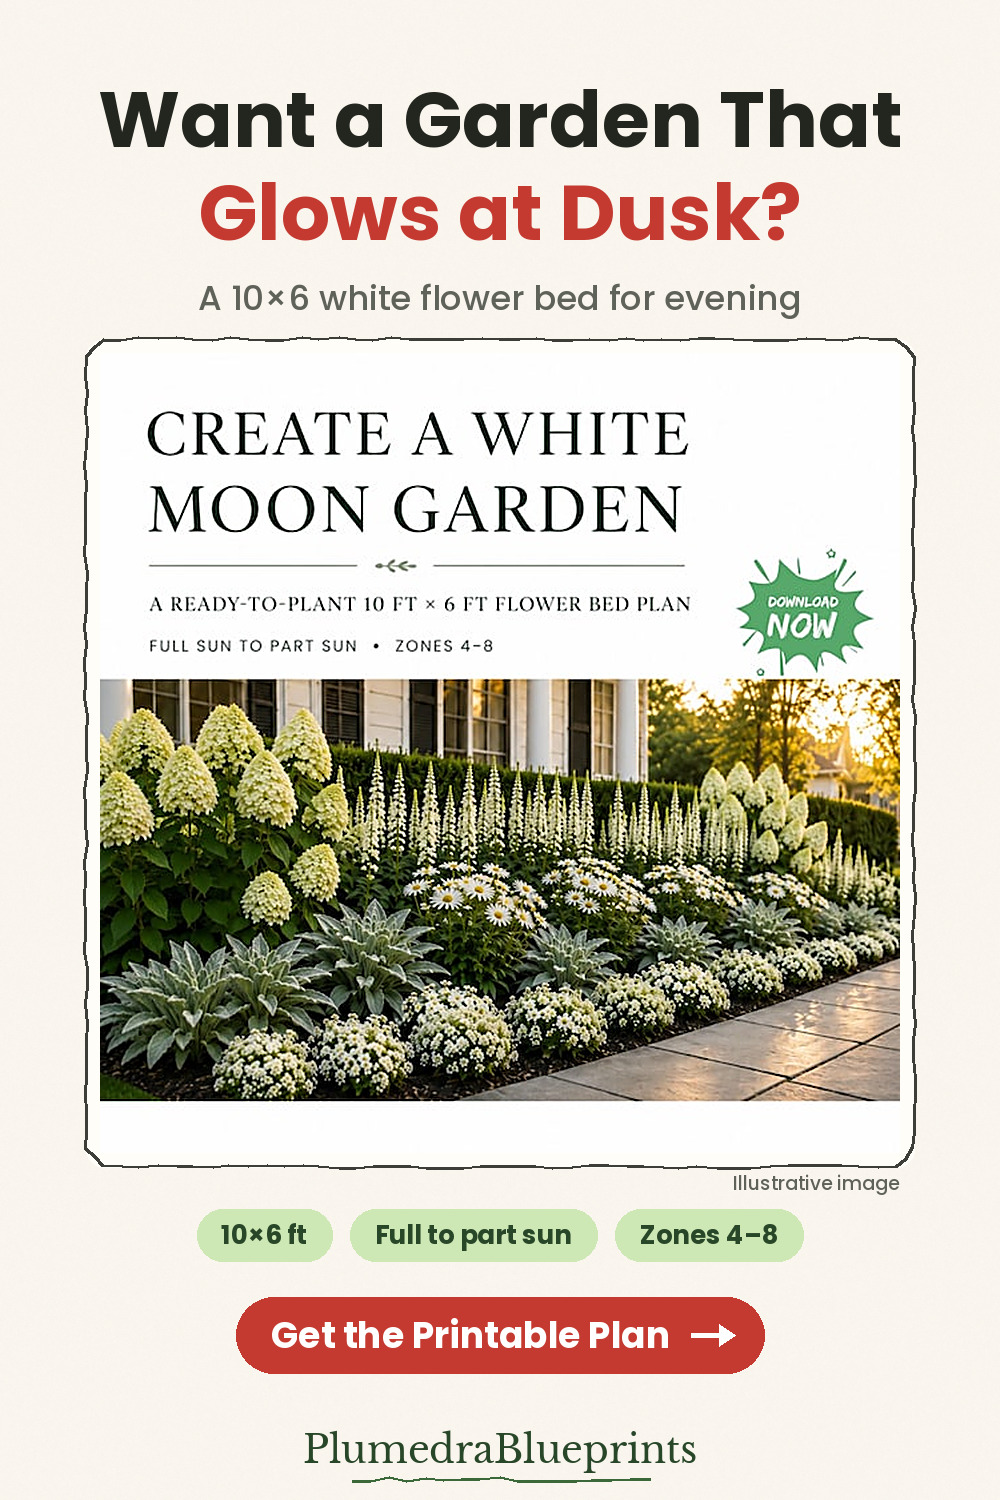 Want a Garden That
Glows at Dusk?
A 10×6 white flower bed for evening
CREATE A WHITE
MOON GARDEN
A READY-TO-PLANT 10 FT × 6 FT FLOWER BED PLAN
FULL SUN TO PART SUN • ZONES 4–8
DOWNLOAD
NOW
Illustrative image
10×6 ft
Full to part sun
Zones 4–8
Get the Printable Plan →
PlumedraBlueprints